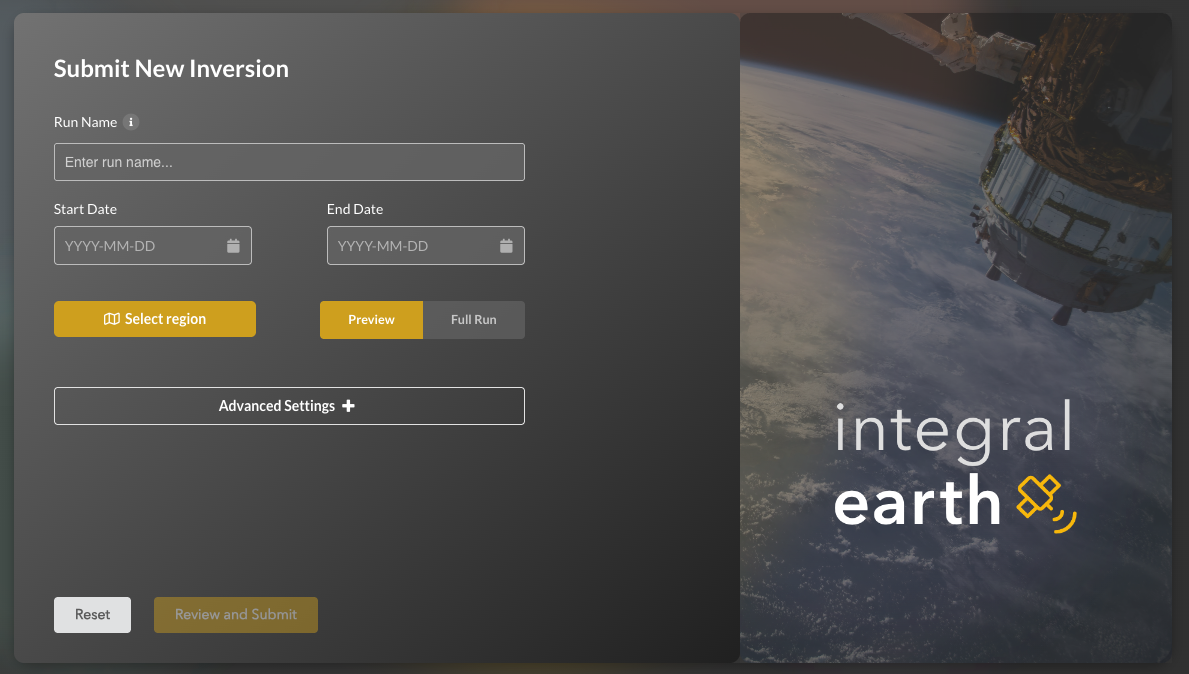 Submit New Inversion
Run Name
Enter run name...
Start Date End Date
YYYY-MM-DD YYYY-MM-DD
Select region Preview Full Run
Advanced Settings
Reset Review and Submit
integral
earth